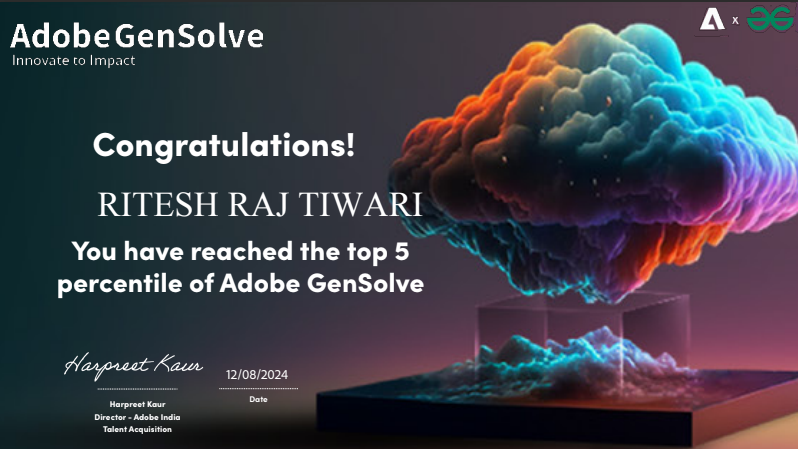 AdobeGenSolve
Innovate to Impact
x
Congratulations!
RITESH RAJ TIWARI
You have reached the top 5
percentile of Adobe GenSolve
Harpreet Kaur
12/08/2024
Harpreet Kaur
Date
Director - Adobe India
Talent Acquisition